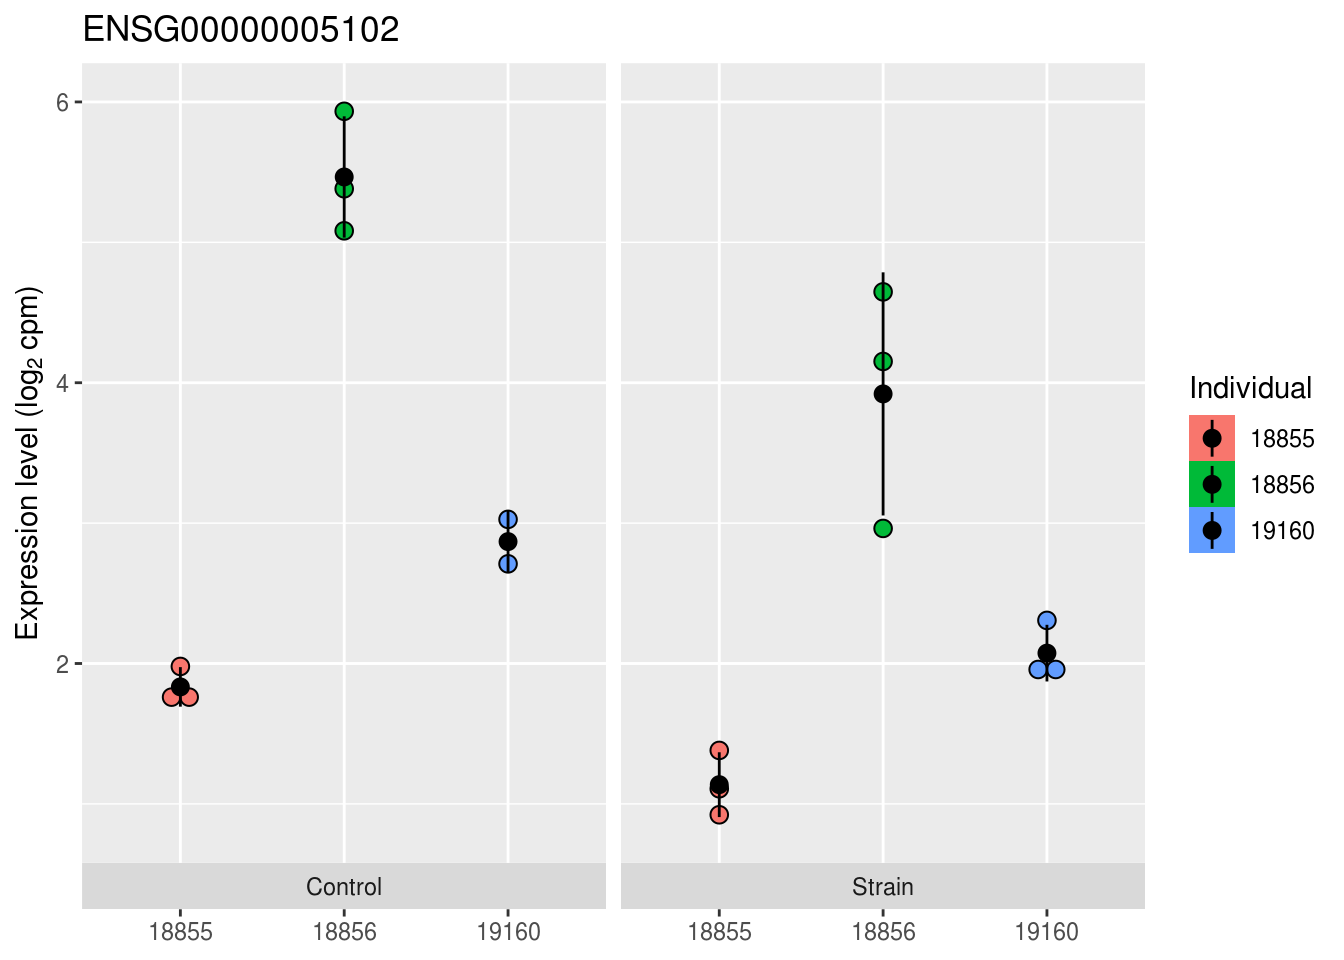 ENSG00000005102
Expression level (log₂ cpm)
6
4
2
Control
Strain
18855
18856
19160
18855
18856
19160
Individual
18855
18856
19160